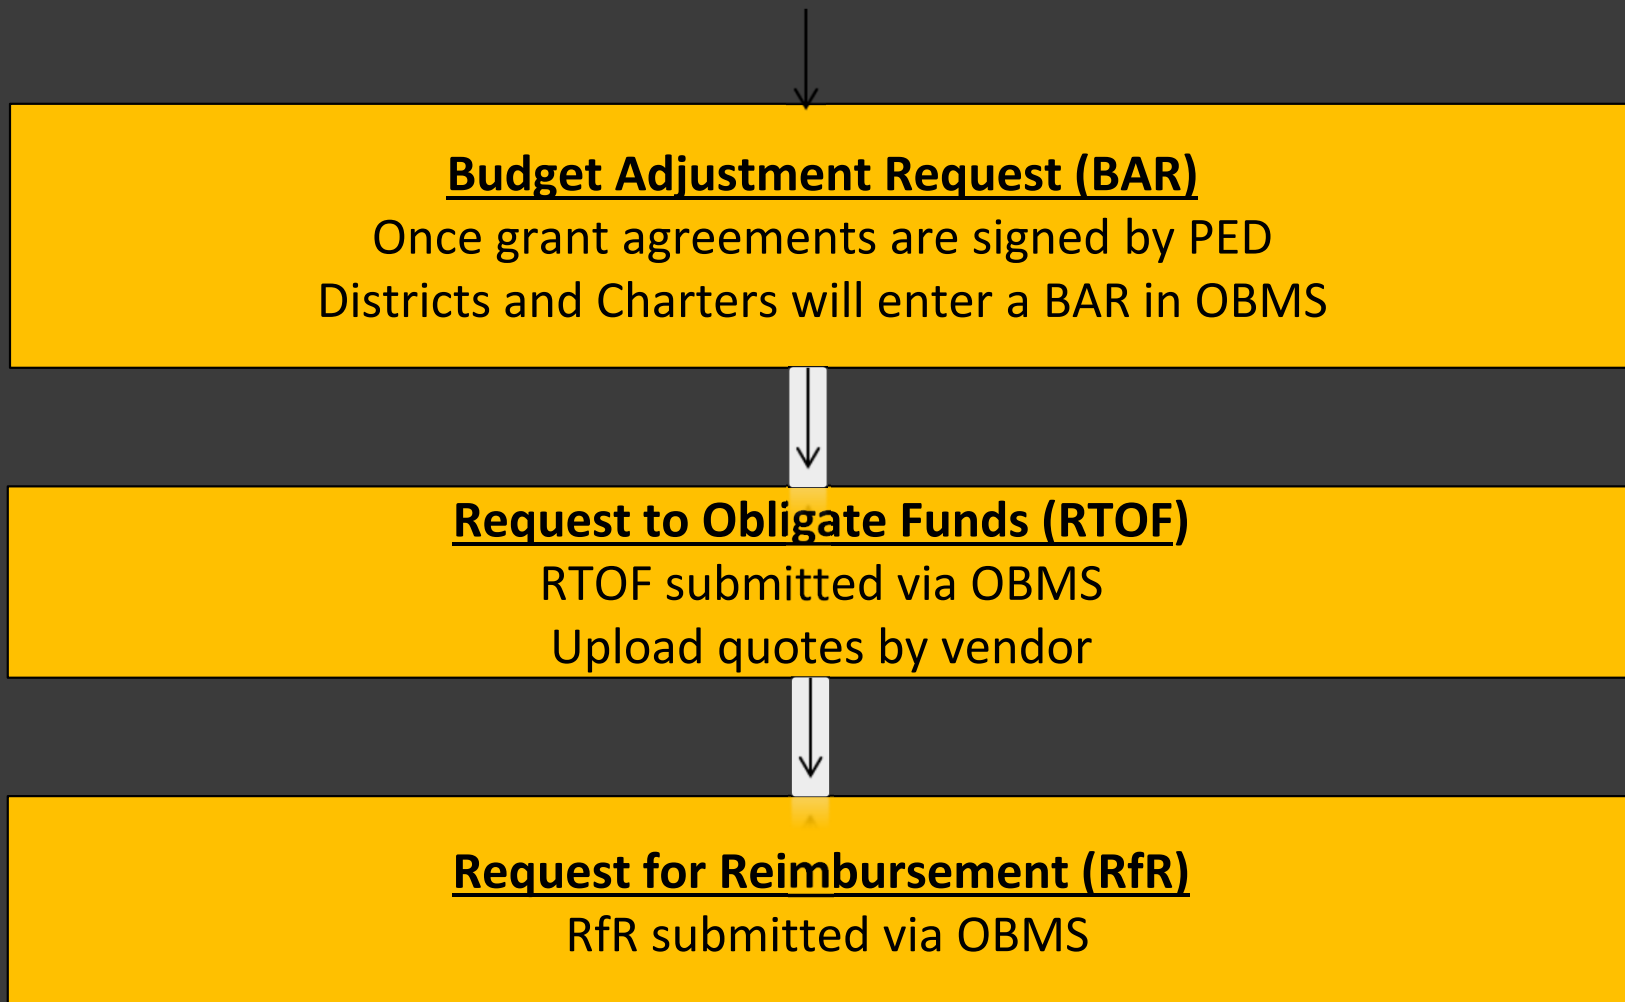 Budget Adjustment Request (BAR)
Once grant agreements are signed by PED
Districts and Charters will enter a BAR in OBMS
Request to Obligate Funds (RTOF)
RTOF submitted via OBMS
Upload quotes by vendor
Request for Reimbursement (RfR)
RfR submitted via OBMS